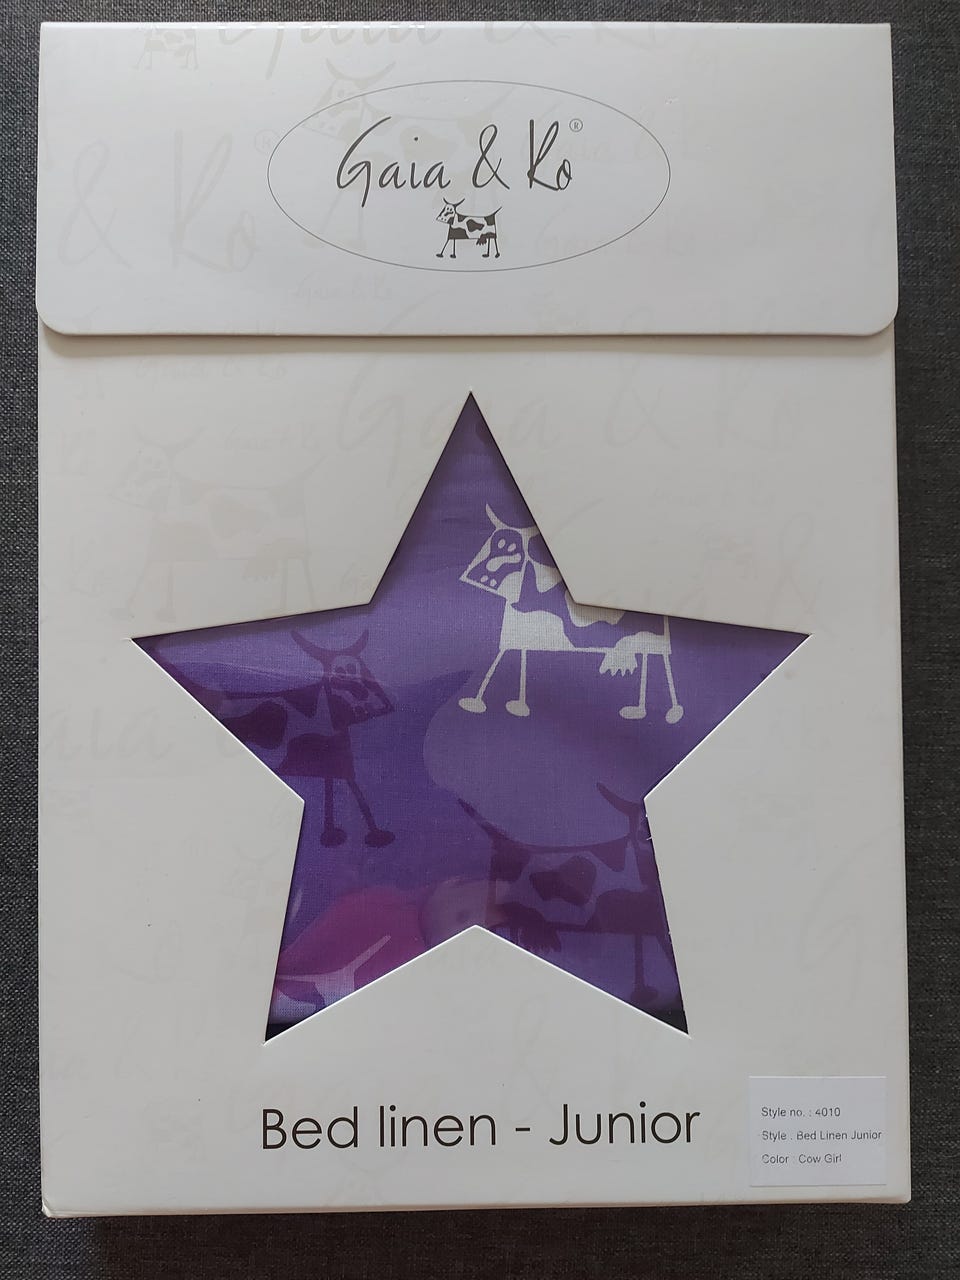 Gaia & Ko®
Bed linen - Junior
Style no. : 4010
Style : Bed Linen Junior
Color : Cow Girl